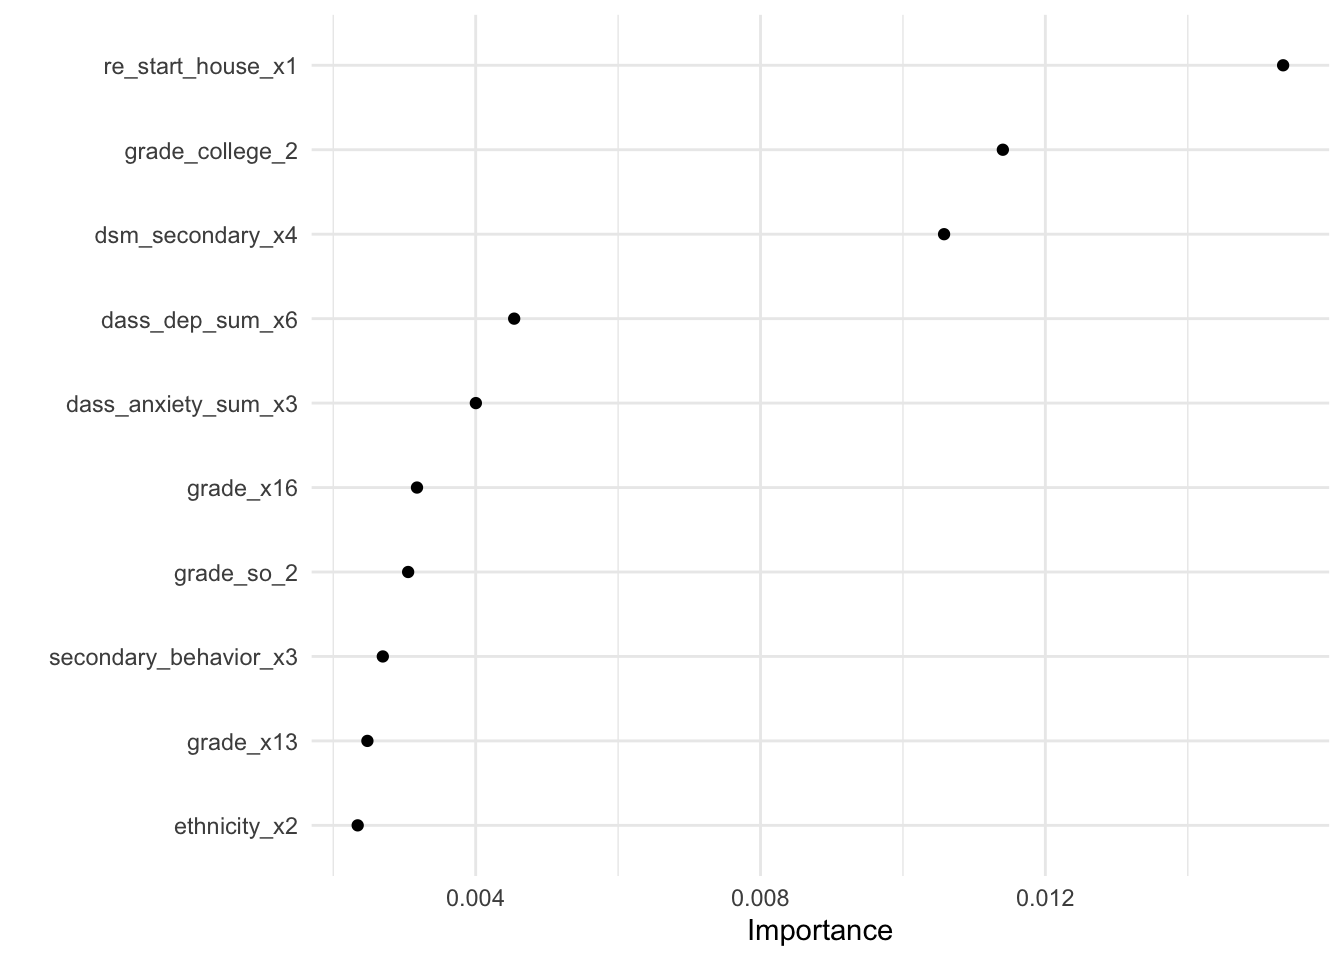 re_start_house_x1
grade_college_2
dsm_secondary_x4
dass_dep_sum_x6
dass_anxiety_sum_x3
grade_x16
grade_so_2
secondary_behavior_x3
grade_x13
ethnicity_x2
0.004 0.008 0.012
Importance